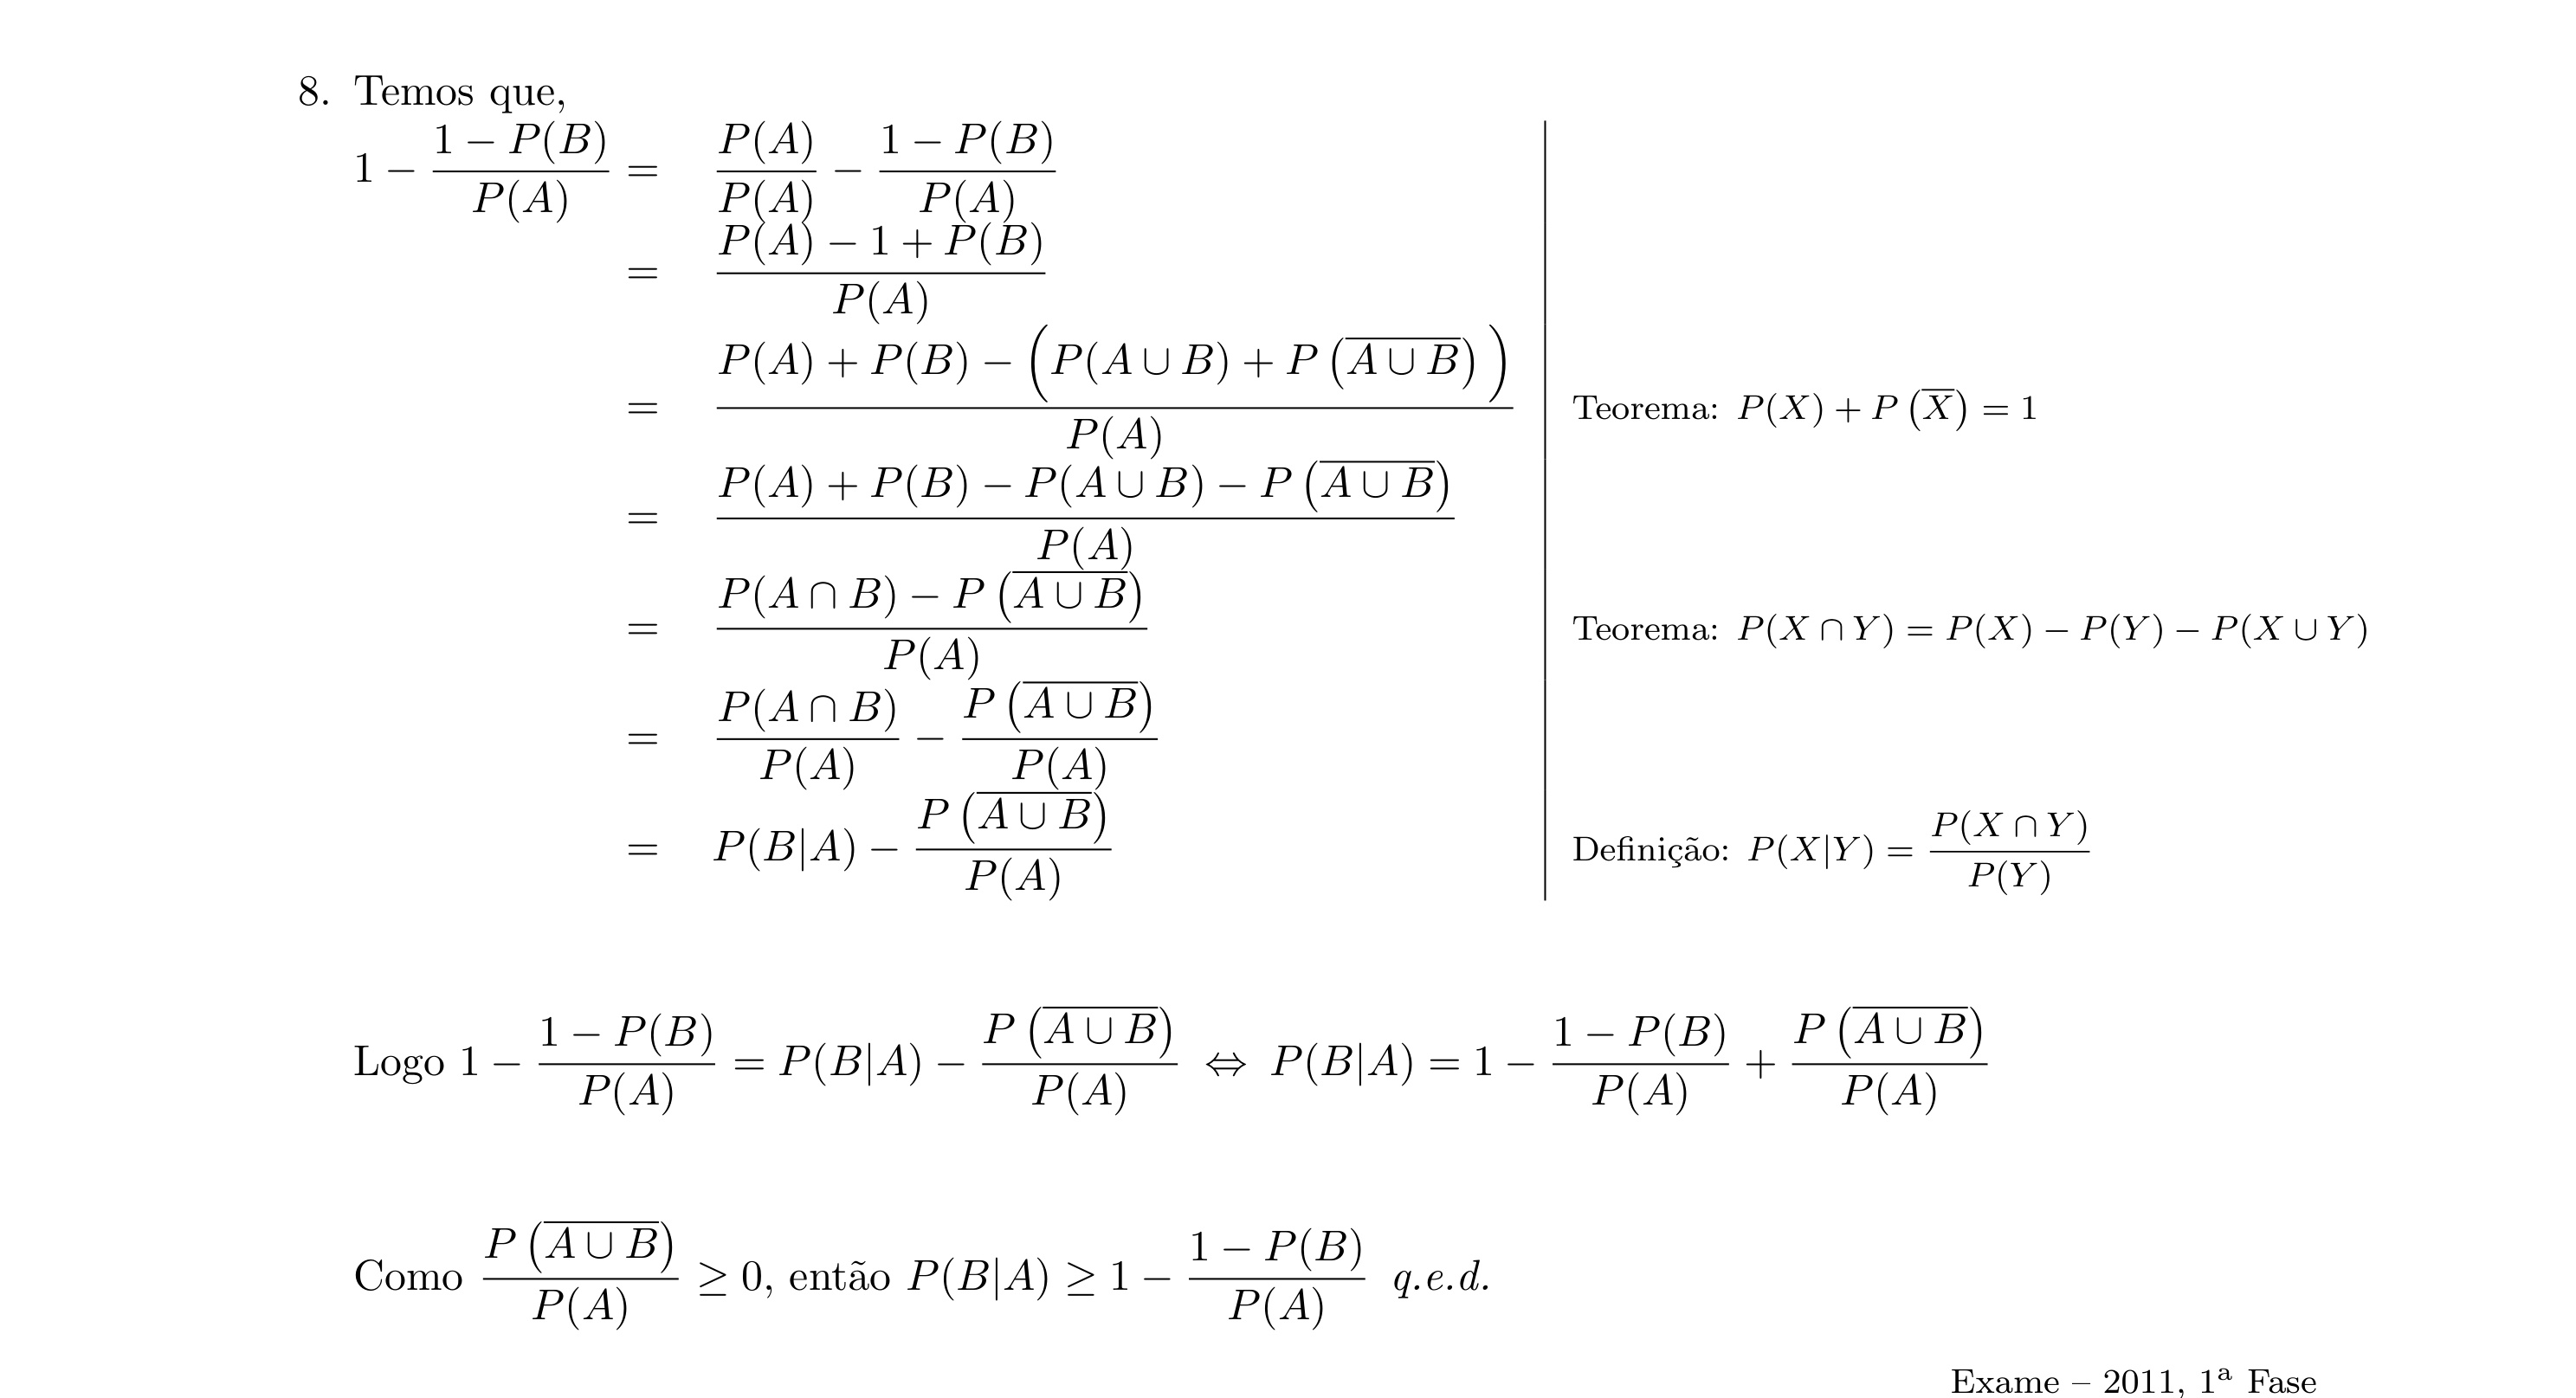 8. Temos que,
$1 - \frac{1 - P(B)}{P(A)} = \frac{P(A)}{P(A)} - \frac{1 - P(B)}{P(A)}$
$= \frac{P(A) - 1 + P(B)}{P(A)}$
$= \frac{P(A) + P(B) - \left(P(A \cup B) + P\left(\overline{A \cup B}\right)\right)}{P(A)}$ Teorema: $P(X) + P\left(\overline{X}\right) = 1$
$= \frac{P(A) + P(B) - P(A \cup B) - P\left(\overline{A \cup B}\right)}{P(A)}$
$= \frac{P(A \cap B) - P\left(\overline{A \cup B}\right)}{P(A)}$ Teorema: $P(X \cap Y) = P(X) - P(Y) - P(X \cup Y)$
$= \frac{P(A \cap B)}{P(A)} - \frac{P\left(\overline{A \cup B}\right)}{P(A)}$
$= P(B|A) - \frac{P\left(\overline{A \cup B}\right)}{P(A)}$ Definição: $P(X|Y) = \frac{P(X \cap Y)}{P(Y)}$
Logo $1 - \frac{1 - P(B)}{P(A)} = P(B|A) - \frac{P\left(\overline{A \cup B}\right)}{P(A)} \Leftrightarrow P(B|A) = 1 - \frac{1 - P(B)}{P(A)} + \frac{P\left(\overline{A \cup B}\right)}{P(A)}$
Como $\frac{P\left(\overline{A \cup B}\right)}{P(A)} \geq 0$, então $P(B|A) \geq 1 - \frac{1 - P(B)}{P(A)}$ q.e.d.
Exame – 2011, 1ª Fase